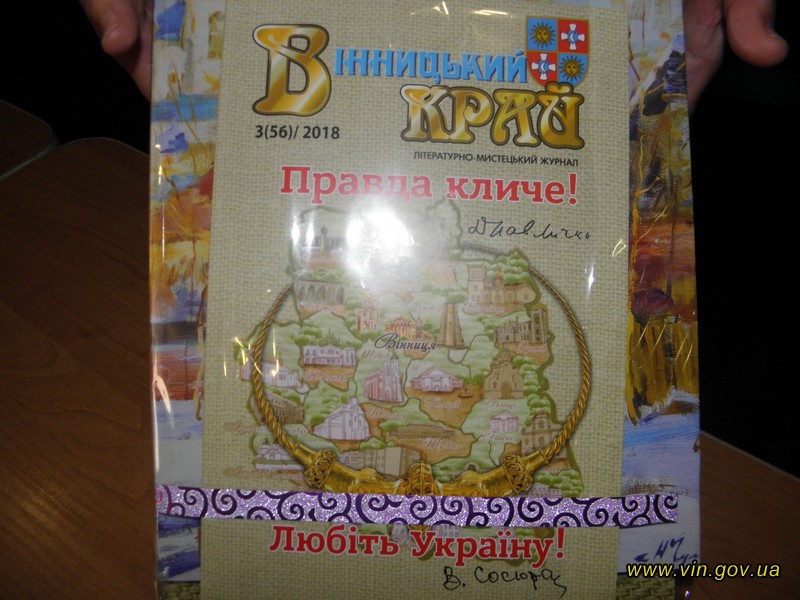 ВІННИЦЬКИЙ
КРАЙ
3(56)/ 2018
ЛІТЕРАТУРНО-МИСТЕЦЬКИЙ ЖУРНАЛ
Правда кличе!
Д Павличко
Вінниця
Любіть Україну!
В. Сосюра
www.vin.gov.ua